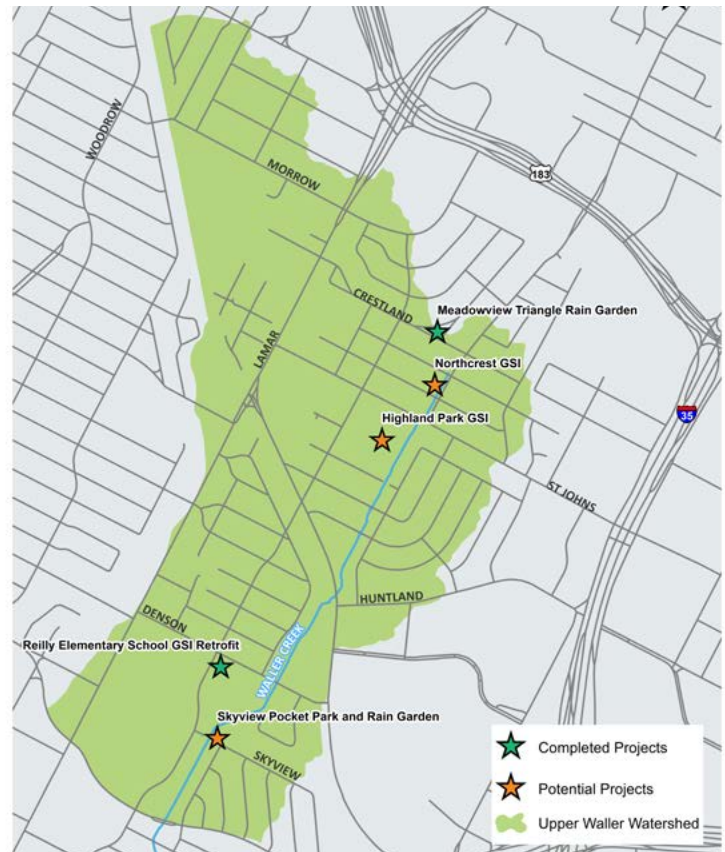 WOODROW
183
MORROW
CRESTLAND
Meadowview Triangle Rain Garden
LAMAR
Northcrest GSI
35
Highland Park GSI
ST JOHNS
HUNTLAND
DENSON
WALLER CREEK
Reilly Elementary School GSI Retrofit
Skyview Pocket Park and Rain Garden
SKYVIEW
Completed Projects
Potential Projects
Upper Waller Watershed